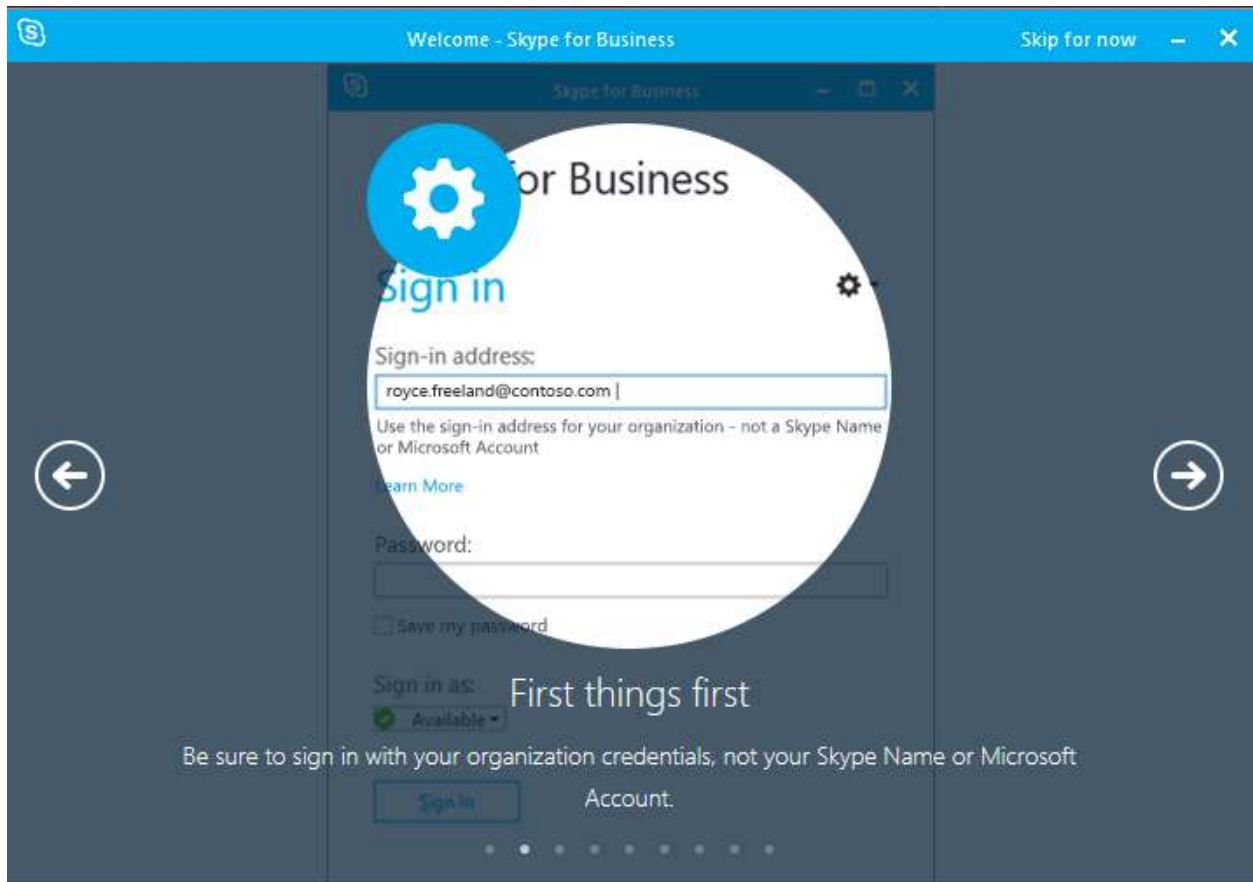 Welcome - Skype for Business
Skip for now
Skype for Business
for Business
Sign in
Sign-in address:
royce.freeland@contoso.com
Use the sign-in address for your organization - not a Skype Name
or Microsoft Account
Learn More
Password:
Save my password
Sign in as:
Available
First things first
Be sure to sign in with your organization credentials, not your Skype Name or Microsoft
Account.
Sign In